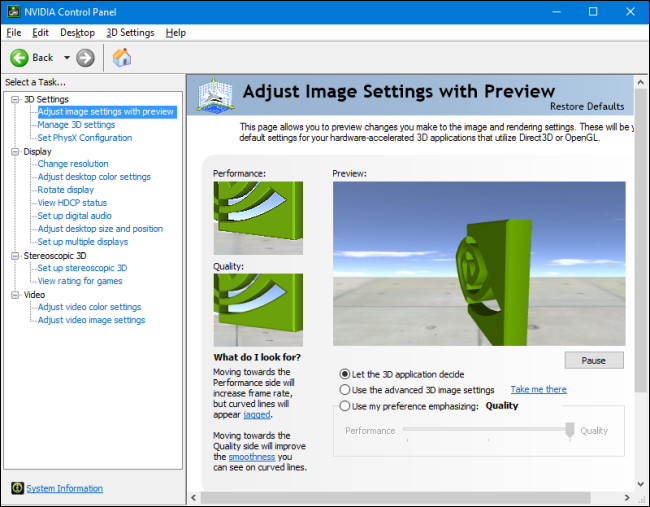 NVIDIA Control Panel
File Edit Desktop 3D Settings Help
Back
Select a Task...
3D Settings
Adjust image settings with preview
Manage 3D settings
Set PhysX Configuration
Display
Change resolution
Adjust desktop color settings
Rotate display
View HDCP status
Set up digital audio
Adjust desktop size and position
Set up multiple displays
Stereoscopic 3D
Set up stereoscopic 3D
View rating for games
Video
Adjust video color settings
Adjust video image settings
System Information
Adjust Image Settings with Preview
Restore Defaults
This page allows you to preview changes you make to the image and rendering settings. These will be
default settings for your hardware-accelerated 3D applications that utilize Direct3D or OpenGL.
Performance:
Quality:
What do I look for?
Moving towards the
Performance side will
increase frame rate,
but curved lines will
appear jagged.
Moving towards the
Quality side will improve
the smoothness you
can see on curved lines.
Preview:
Pause
Let the 3D application decide
Use the advanced 3D image settings Take me there
Use my preference emphasizing: Quality
Performance Quality